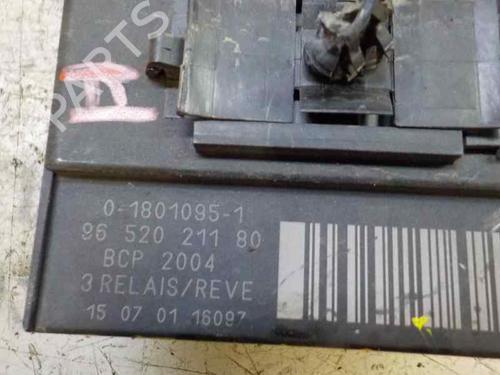 PARTS
0-1801095-1
96 520 211 80
BCP 2004
3 RELAIS/REVE
15 07 01 16097